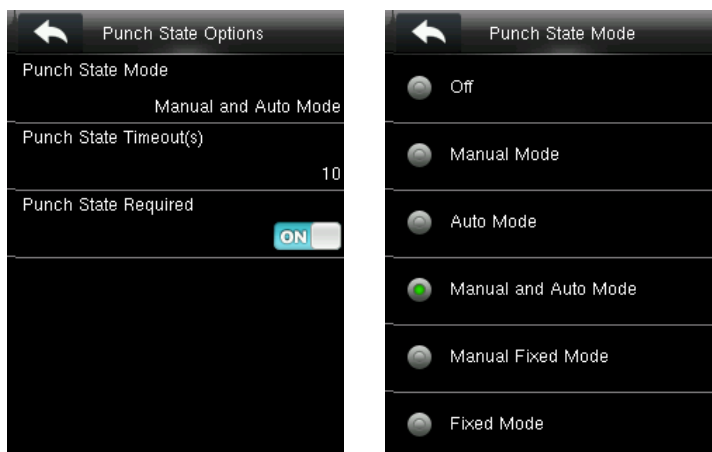 Punch State Options
Punch State Mode
Manual and Auto Mode
Punch State Timeout(s)
10
Punch State Required
ON
Punch State Mode
Off
Manual Mode
Auto Mode
Manual and Auto Mode
Manual Fixed Mode
Fixed Mode